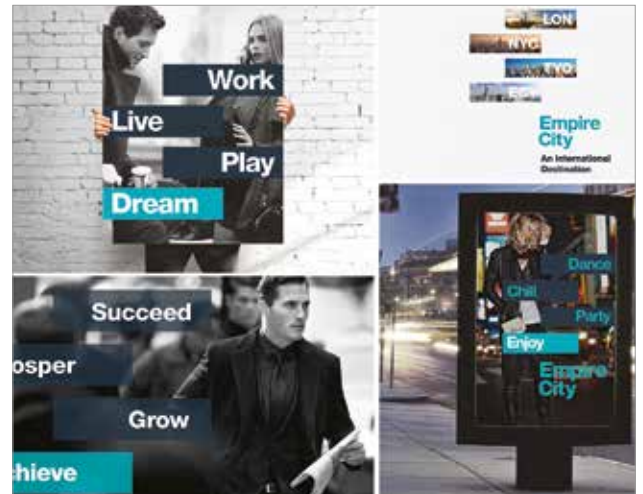 Work
Live
Play
Dream
LON
NYC
TYO
Empire
City
An International
Destination
Succeed
osper
Grow
chieve
Dance
Chill
Party
Enjoy
Empire
City